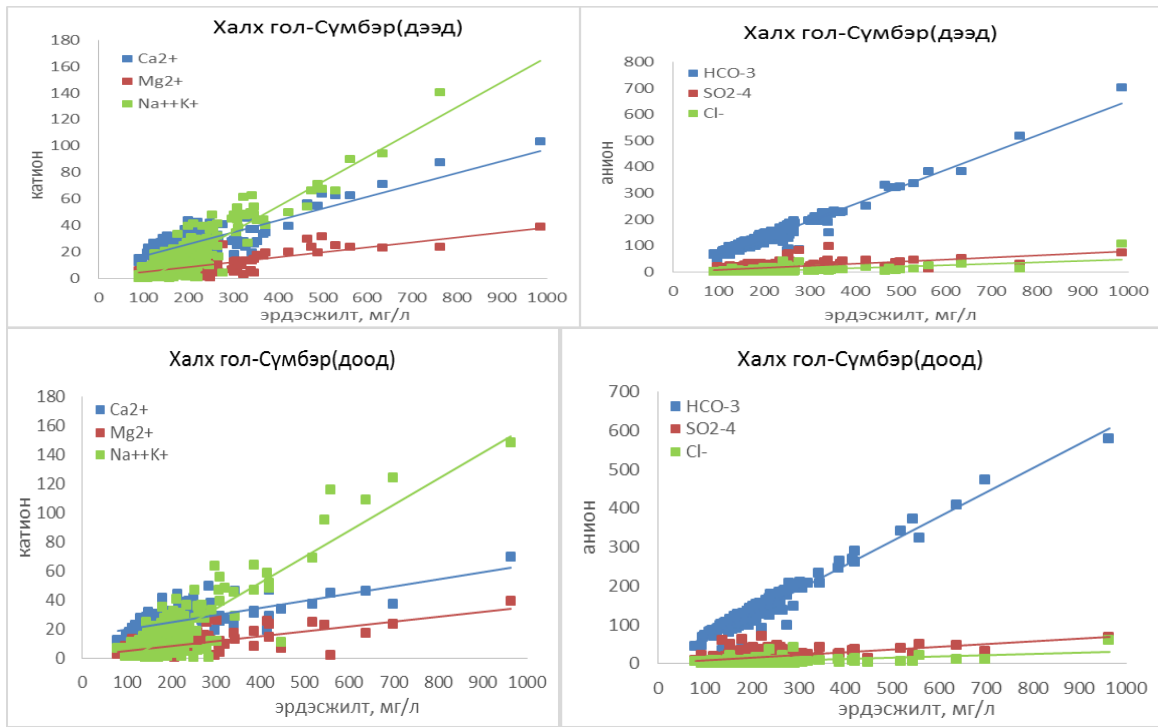 Халх гол-Сүмбэр(дээд)
180
160
140
120
100
80
60
40
20
0
катион
Ca2+
Mg2+
Na++K+
0 100 200 300 400 500 600 700 800 900 1000
эрдэсжилт, мг/л
Халх гол-Сүмбэр(дээд)
800
700
600
500
400
300
200
100
0
анион
HCO-3
SO2-4
Cl-
0 100 200 300 400 500 600 700 800 900 1000
эрдэсжилт, мг/л
Халх гол-Сүмбэр(доод)
180
160
140
120
100
80
60
40
20
0
катион
Ca2+
Mg2+
Na++K+
0 100 200 300 400 500 600 700 800 900 1000
эрдэсжилт, мг/л
Халх гол-Сүмбэр(доод)
700
600
500
400
300
200
100
0
анион
HCO-3
SO2-4
Cl-
0 100 200 300 400 500 600 700 800 900 1000
эрдэсжилт, мг/л